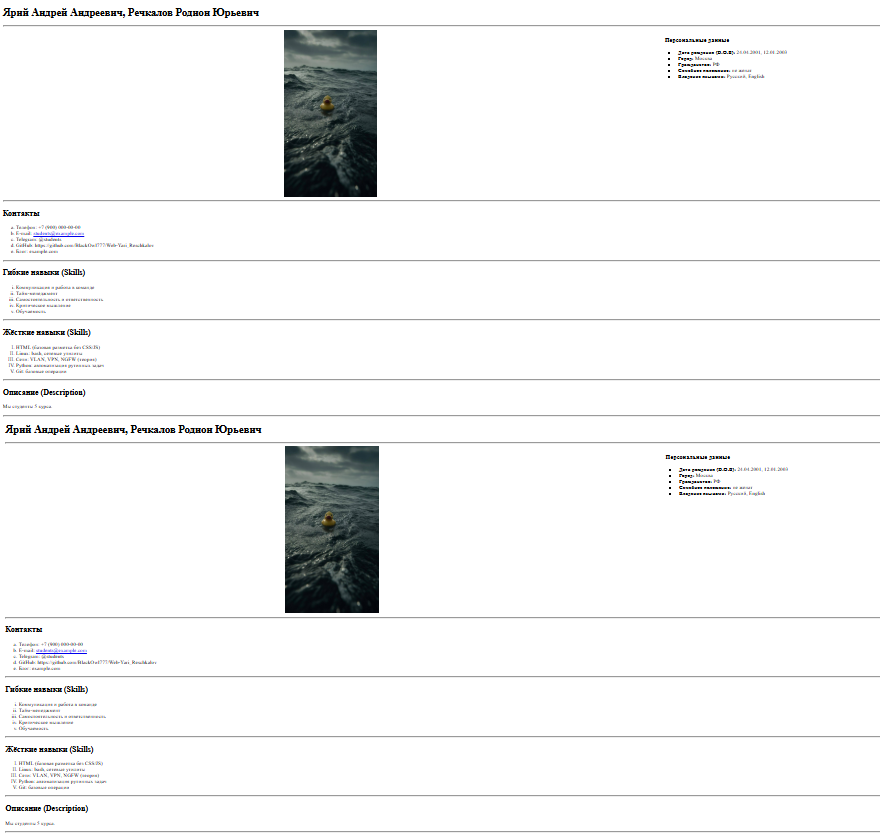 Ярий Андрей Андреевич, Речкалов Родион Юрьевич
Персональные данные
Дата рождения (D.O.B): 24.04.2001, 12.01.2003
Город: Москва
Гражданство: РФ
Семейное положение: не женат
Владение языками: Русский, English
Контакты
a. Телефон: +7 (900) 000-00-00
b. E-mail: students@example.com
c. Telegram: @students
d. GitHub: https://github.com/BlackOwl777/Web-Yari_Rechkalov
e. Блог: example.com
Гибкие навыки (Skills)
i. Коммуникация и работа в команде
ii. Тайм-менеджмент
iii. Самостоятельность и ответственность
iv. Критическое мышление
v. Обучаемость
Жёсткие навыки (Skills)
I. HTML (базовая разметка без CSS/JS)
II. Linux: bash, сетевые утилиты
III. Сети: VLAN, VPN, NGFW (теория)
IV. Python: автоматизация рутинных задач
V. Git: базовые операции
Описание (Description)
Мы студенты 5 курса.
Ярий Андрей Андреевич, Речкалов Родион Юрьевич
Персональные данные
Дата рождения (D.O.B): 24.04.2001, 12.01.2003
Город: Москва
Гражданство: РФ
Семейное положение: не женат
Владение языками: Русский, English
Контакты
a. Телефон: +7 (900) 000-00-00
b. E-mail: students@example.com
c. Telegram: @students
d. GitHub: https://github.com/BlackOwl777/Web-Yari_Rechkalov
e. Блог: example.com
Гибкие навыки (Skills)
i. Коммуникация и работа в команде
ii. Тайм-менеджмент
iii. Самостоятельность и ответственность
iv. Критическое мышление
v. Обучаемость
Жёсткие навыки (Skills)
I. HTML (базовая разметка без CSS/JS)
II. Linux: bash, сетевые утилиты
III. Сети: VLAN, VPN, NGFW (теория)
IV. Python: автоматизация рутинных задач
V. Git: базовые операции
Описание (Description)
Мы студенты 5 курса.